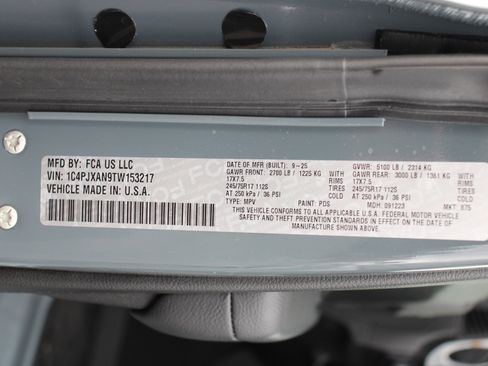 MFD BY: FCA US LLC
VIN: 1C4PJXAN9TW153217
VEHICLE MADE IN U.S.A.
DATE OF MFR (BUILT): 9-25 GVWR: 5100 LB / 2314 KG
GAWR FRONT: 2700 LB / 1225 KG GAWR REAR: 3000 LB / 1361 KG
17X7.5 RIMS 17X7.5 RIMS
245/75R17 112S TIRES 245/75R17 112S TIRES
AT 250 kPa / 36 PSI COLD AT 250 kPa / 36 PSI COLD
TYPE: MPV PAINT: PDS MDH: 091223 MKT: 875
THIS VEHICLE CONFORMS TO ALL APPLICABLE U.S.A. FEDERAL MOTOR VEHICLE
SAFETY AND THEFT PREVENTION STANDARDS IN EFFECT ON THE DATE OF
MANUFACTURE SHOWN ABOVE.